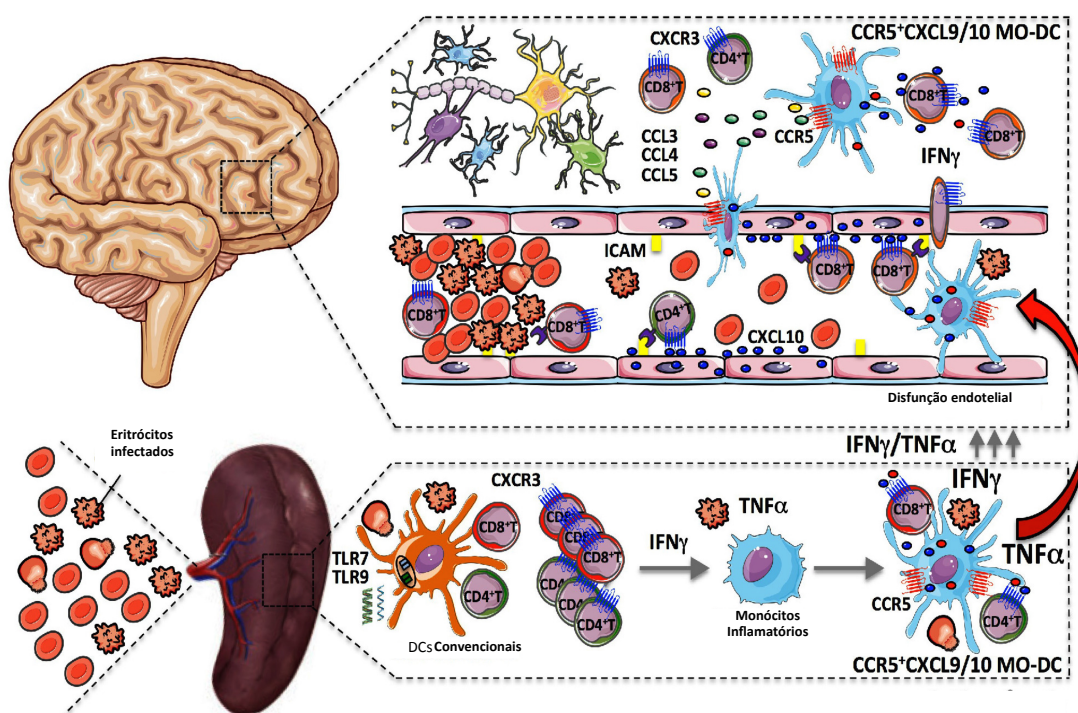 CXCR3
CD4⁺T
CD8⁺T
CCR5⁺CXCL9/10 MO-DC
CD8⁺T
CD8⁺T
CCR5
IFNγ
CCL3
CCL4
CCL5
ICAM
CD8⁺T
CD8⁺T
CD8⁺T
CD8⁺T
CD4⁺T
CXCL10
Disfunção endotelial
IFNγ/TNFα
Eritrócitos
infectados
CXCR3
TLR7
TLR9
CD8⁺T
CD4⁺T
DCs Convencionais
CD8⁺T
CD4⁺T
IFNγ
TNFα
Monócitos
Inflamatórios
IFNγ
CD8⁺T
TNFα
CCR5
CD4⁺T
CCR5⁺CXCL9/10 MO-DC